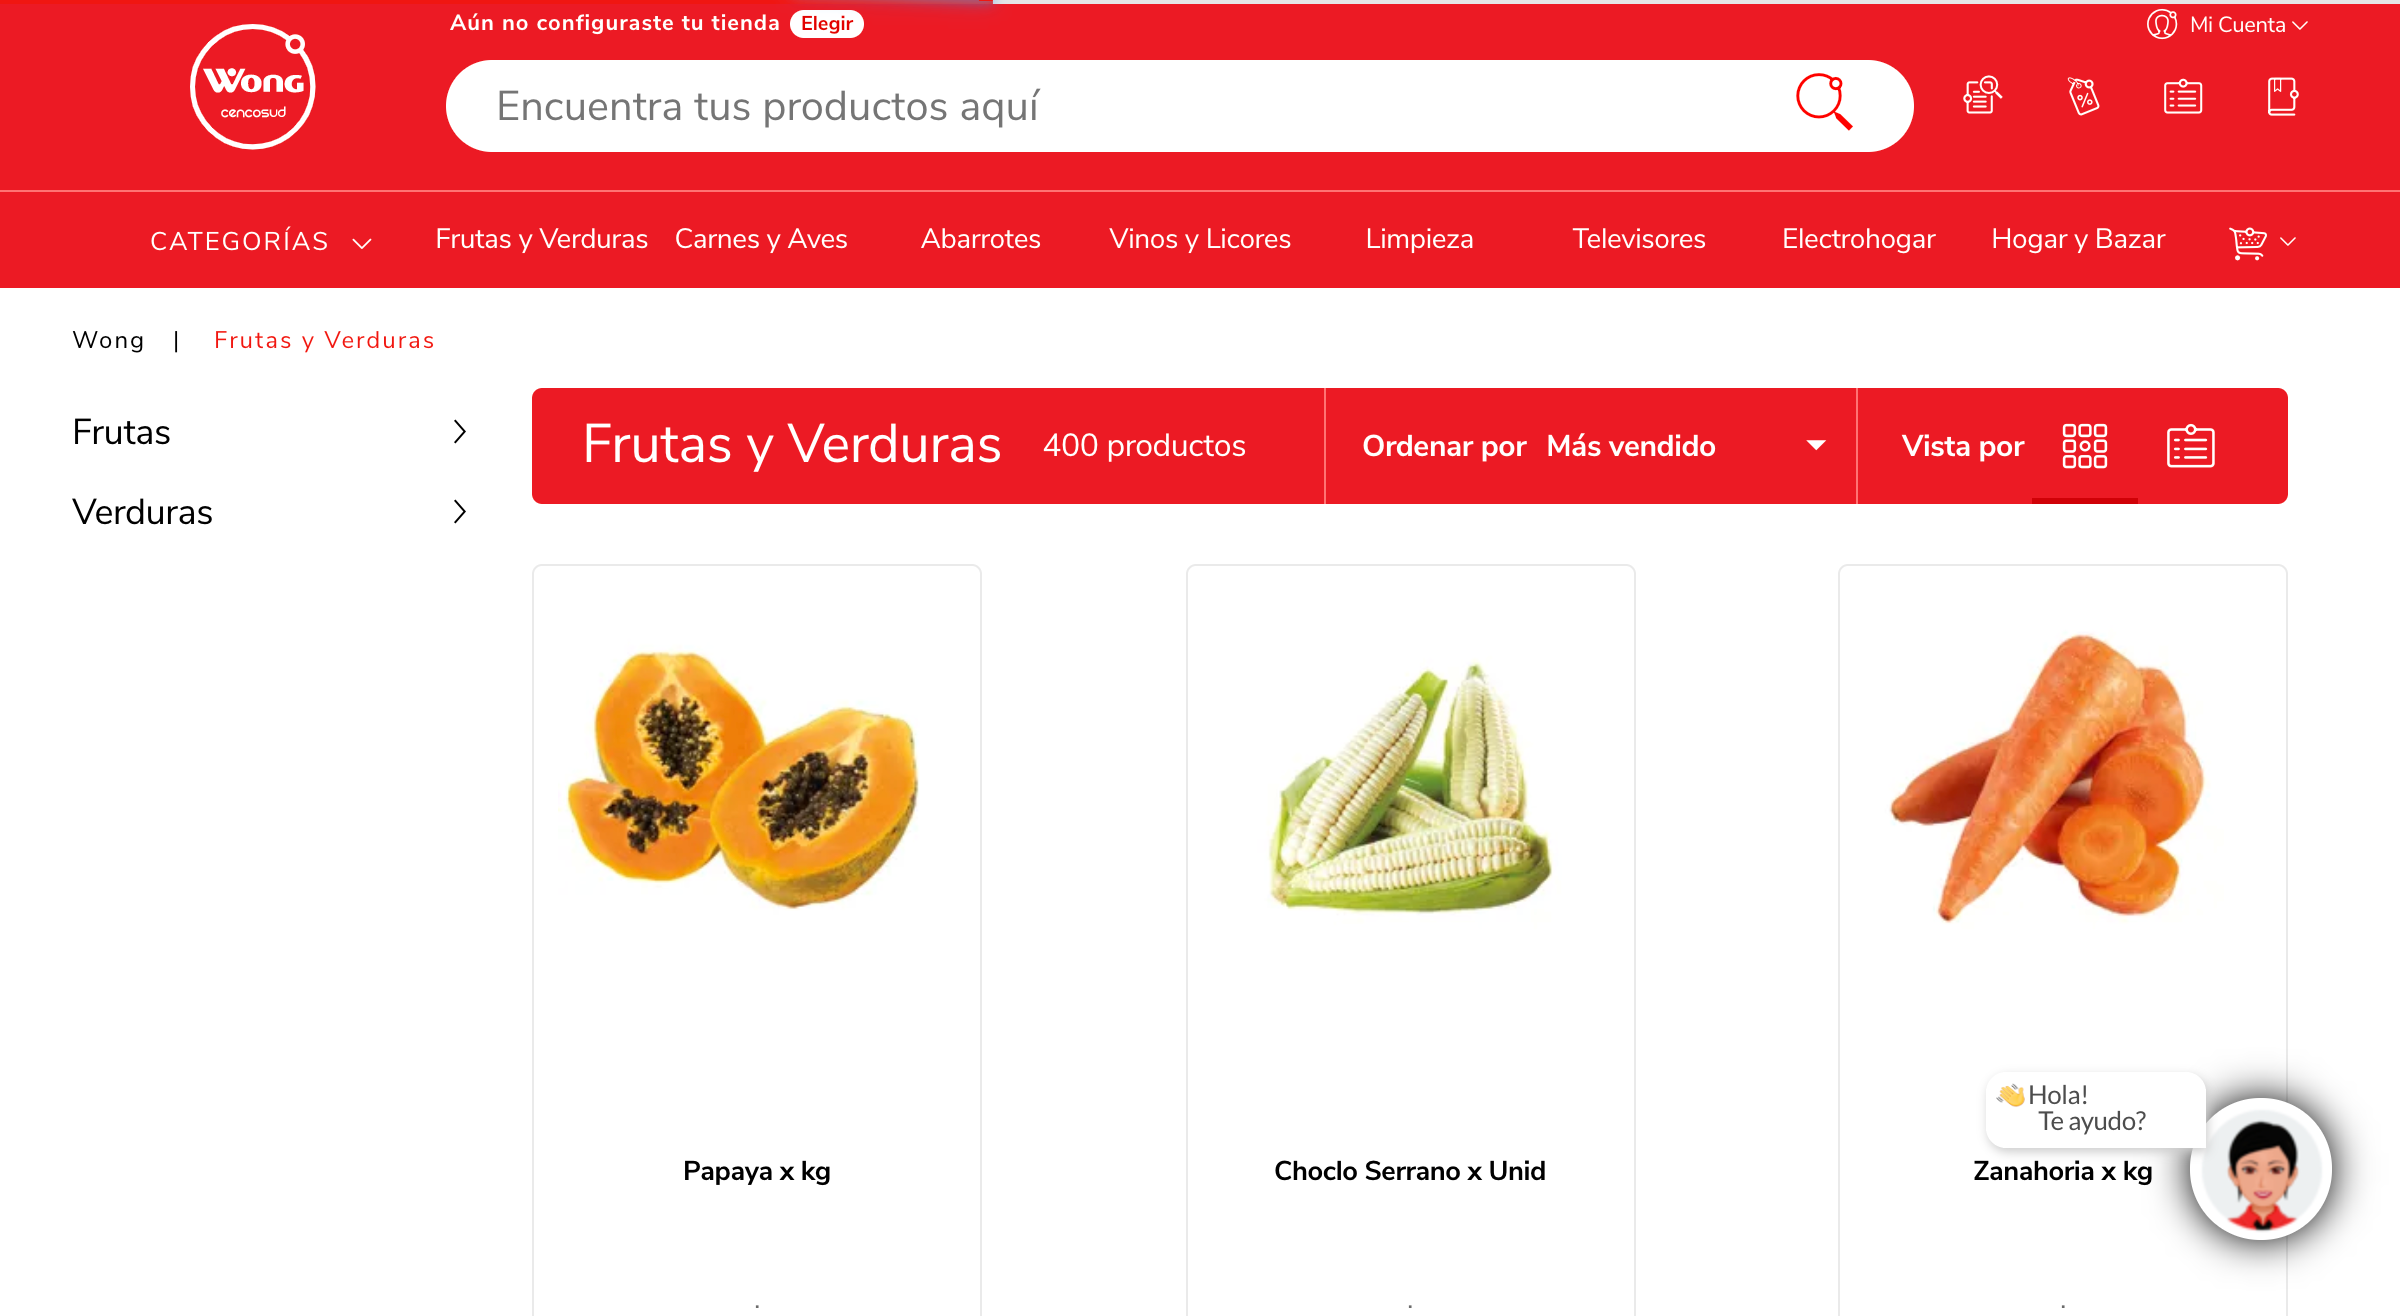 Aún no configuraste tu tienda Elegir
Mi Cuenta
Wong
cencosud
Encuentra tus productos aquí
CATEGORÍAS Frutas y Verduras Carnes y Aves Abarrotes Vinos y Licores Limpieza Televisores Electrohogar Hogar y Bazar
Wong | Frutas y Verduras
Frutas
Verduras
Frutas y Verduras 400 productos Ordenar por Más vendido Vista por
👋Hola!
Te ayudo?
Papaya x kg
Choclo Serrano x Unid
Zanahoria x kg